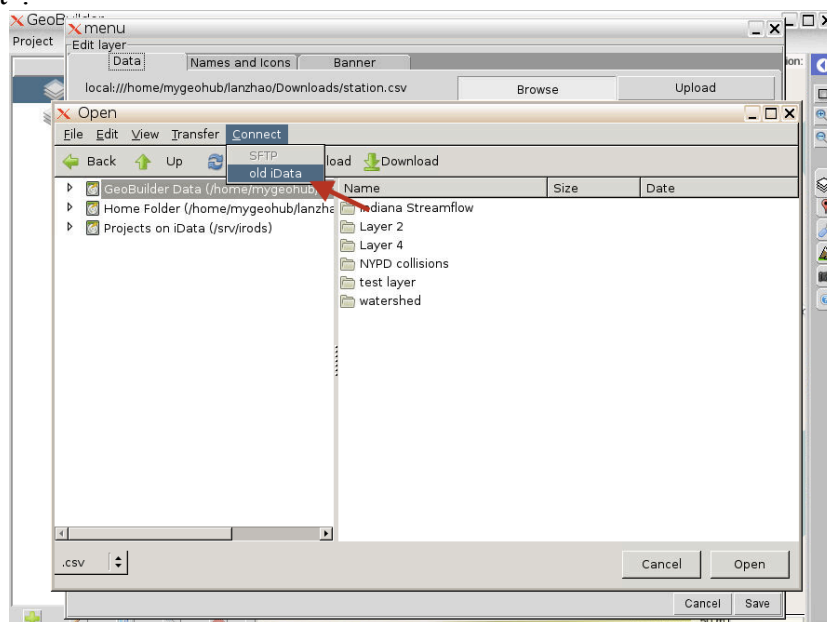 GeoBuilder
menu
Project
Edit layer
Data Names and Icons Banner
ion:
local:///home/mygeohub/lanzhao/Downloads/station.csv Browse Upload
Open
File Edit View Transfer Connect
Back Up load Download
SFTP
old iData
GeoBuilder Data (/home/mygeohub/ Name Size Date
Home Folder (/home/mygeohub/lanzha Indiana Streamflow
Projects on iData (/srv/irods) Layer 2
Layer 4
NYPD collisions
test layer
watershed
.csv Cancel Open
Cancel Save